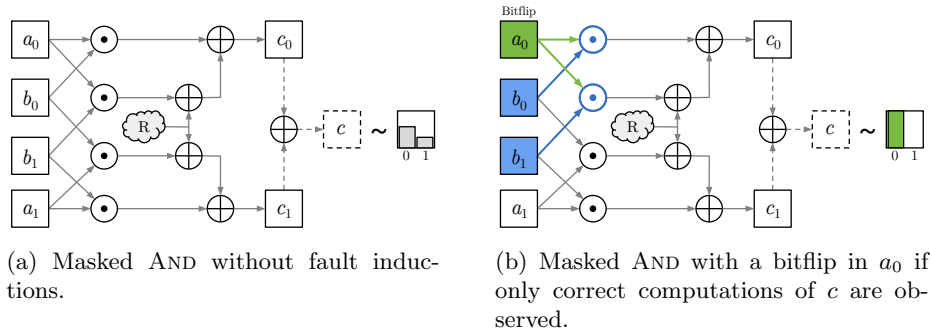 a0
b0
b1
a1
R
c0
c1
c
~
0 1
(a) Masked AND without fault induc-
tions.
Bitflip
a0
b0
b1
a1
R
c0
c1
c
~
0 1
(b) Masked AND with a bitflip in a0 if
only correct computations of c are ob-
served.